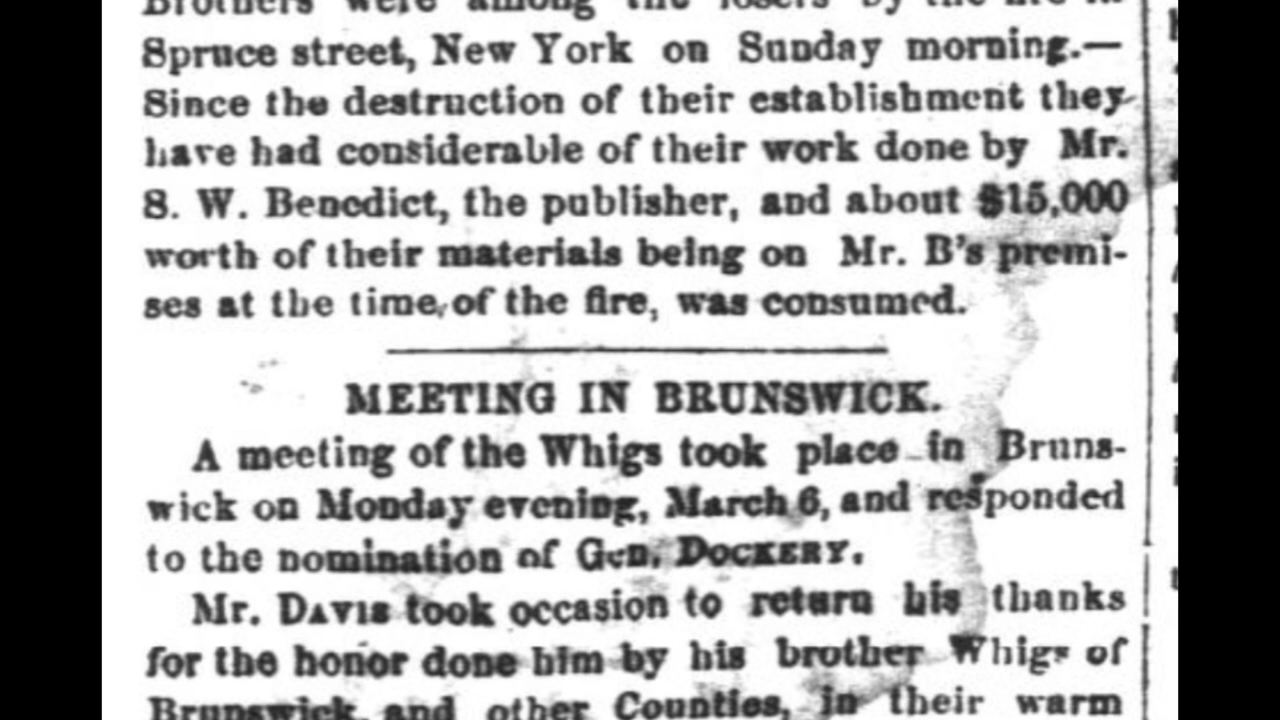 Brothers were among the losers by the fire in
Spruce street, New York on Sunday morning.—
Since the destruction of their establishment they
have had considerable of their work done by Mr.
S. W. Benedict, the publisher, and about $15,000
worth of their materials being on Mr. B's premi-
ses at the time, of the fire, was consumed.
MEETING IN BRUNSWICK.
A meeting of the Whigs took place in Bruns-
wick on Monday evening, March 6, and responded
to the nomination of Gen. DOCKERY.
Mr. DAVIS took occasion to return his thanks
for the honor done him by his brother Whigs of
Brunswick, and other Counties, in their warm